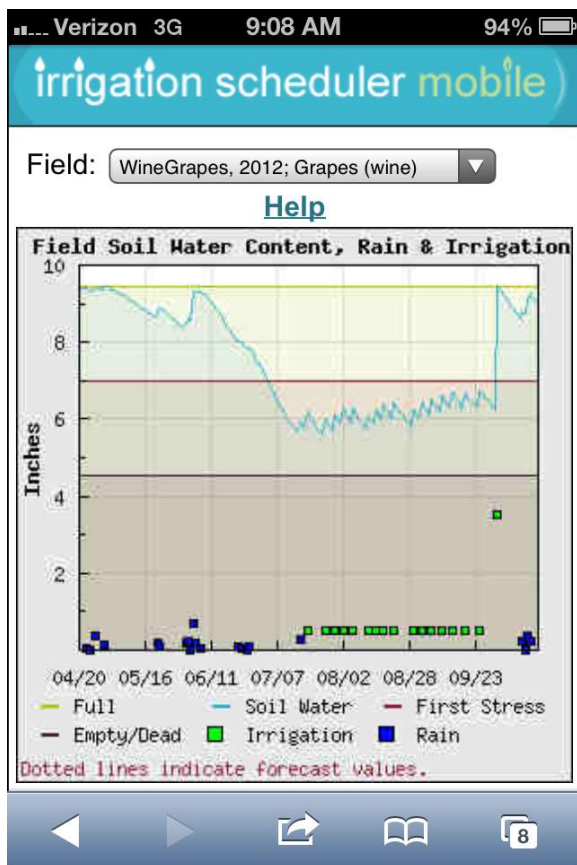 Verizon 3G 9:08 AM 94%
irrigation scheduler mobile
Field: WineGrapes, 2012; Grapes (wine)
Help
Field Soil Water Content, Rain & Irrigation
10
8
6
4
2
Inches
04/20 05/16 06/11 07/07 08/02 08/28 09/23
Full Soil Water First Stress
Empty/Dead Irrigation Rain
Dotted lines indicate forecast values.
8